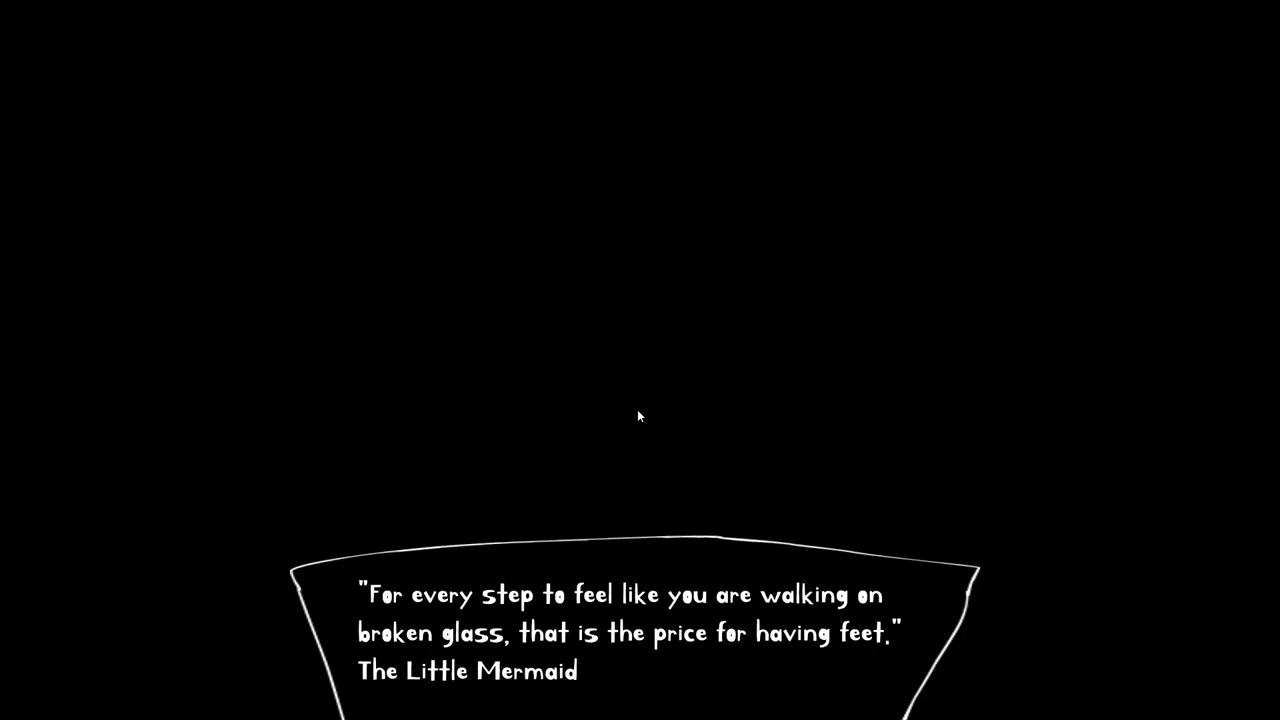 "For every step to feel like you are walking on
broken glass, that is the price for having feet."
The Little Mermaid